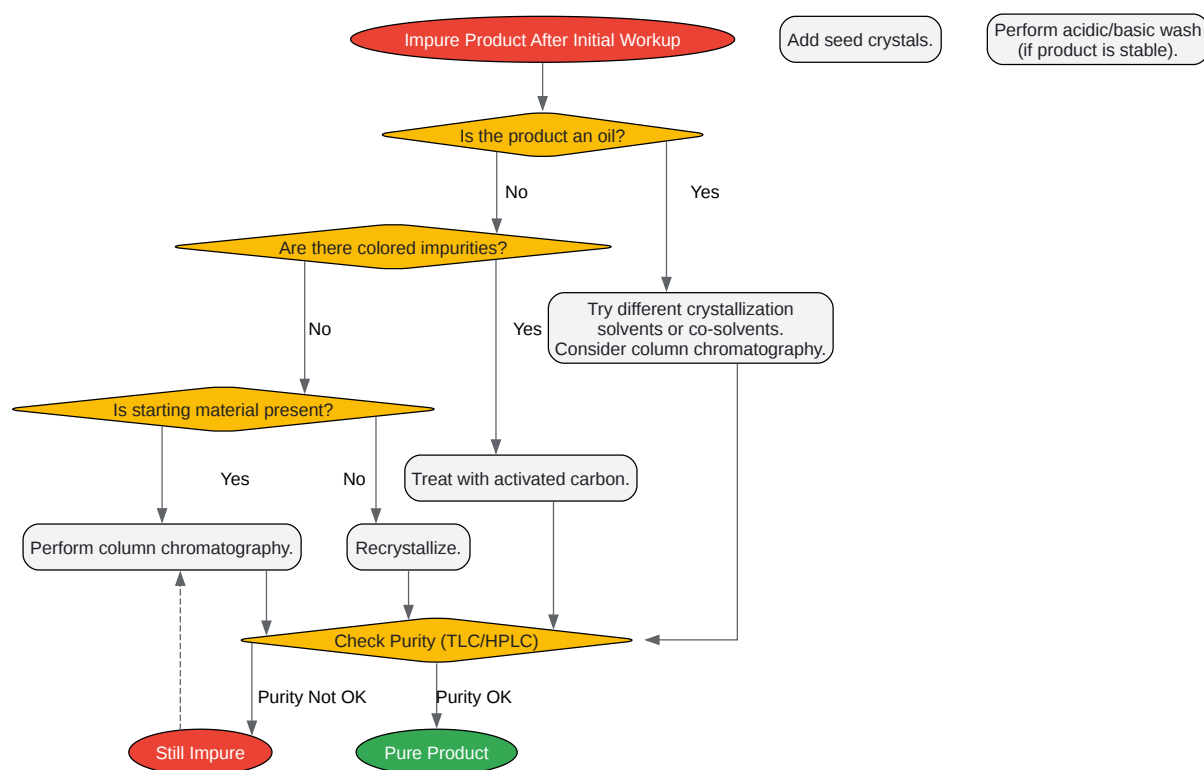 Impure Product After Initial Workup
Add seed crystals.
Perform acidic/basic wash
(if product is stable).
Is the product an oil?
No
Yes
Are there colored impurities?
No
Yes
Try different crystallization
solvents or co-solvents.
Consider column chromatography.
Is starting material present?
Yes
No
Treat with activated carbon.
Perform column chromatography.
Recrystallize.
Check Purity (TLC/HPLC)
Purity Not OK
Purity OK
Still Impure
Pure Product